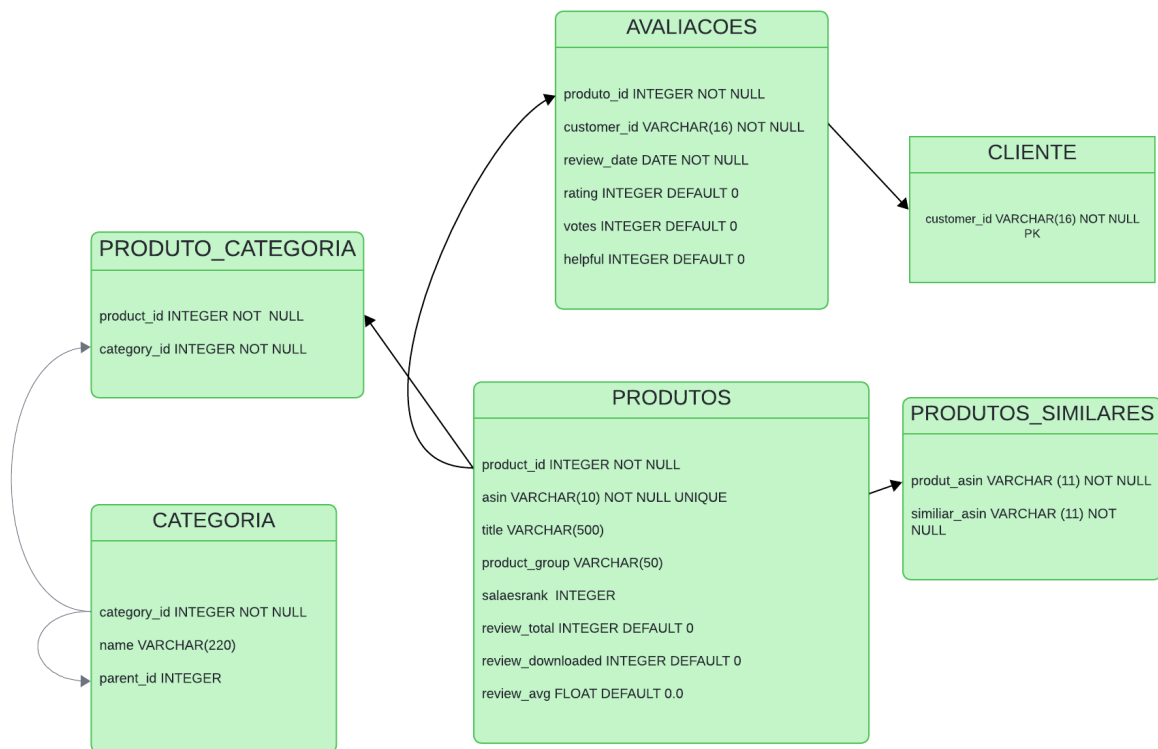 AVALIACOES
produto_id INTEGER NOT NULL
customer_id VARCHAR(16) NOT NULL
review_date DATE NOT NULL
rating INTEGER DEFAULT 0
votes INTEGER DEFAULT 0
helpful INTEGER DEFAULT 0
CLIENTE
customer_id VARCHAR(16) NOT NULL
PK
PRODUTO_CATEGORIA
product_id INTEGER NOT  NULL
category_id INTEGER NOT NULL
PRODUTOS
product_id INTEGER NOT NULL
asin VARCHAR(10) NOT NULL UNIQUE
title VARCHAR(500)
product_group VARCHAR(50)
salaesrank  INTEGER
review_total INTEGER DEFAULT 0
review_downloaded INTEGER DEFAULT 0
review_avg FLOAT DEFAULT 0.0
PRODUTOS_SIMILARES
produt_asin VARCHAR (11) NOT NULL
similiar_asin VARCHAR (11) NOT
NULL
CATEGORIA
category_id INTEGER NOT NULL
name VARCHAR(220)
parent_id INTEGER